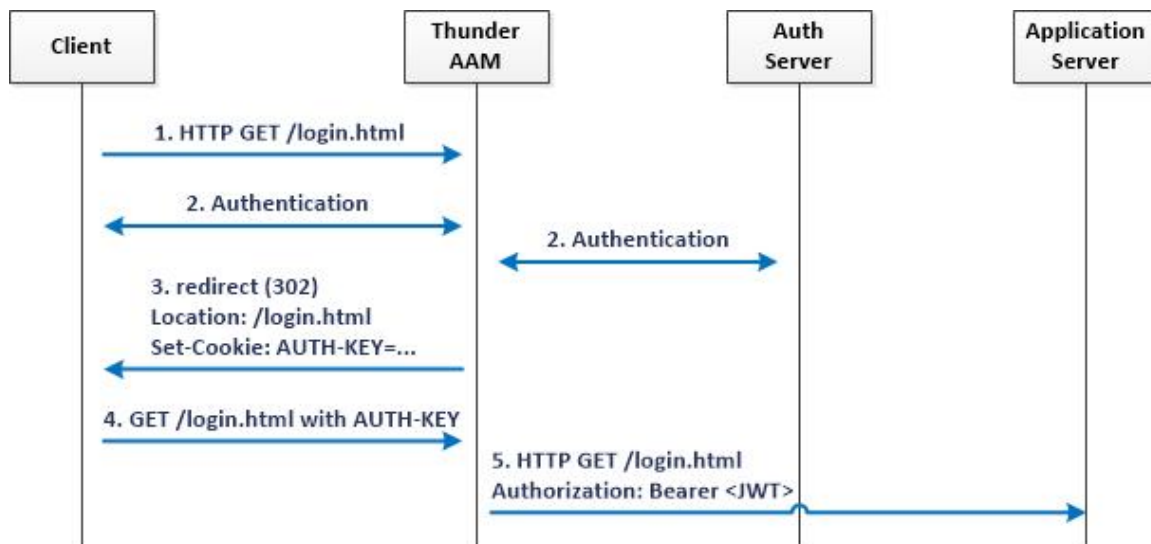 Client
Thunder
AAM
Auth
Server
Application
Server
1. HTTP GET /login.html
2. Authentication
2. Authentication
3. redirect (302)
Location: /login.html
Set-Cookie: AUTH-KEY=...
4. GET /login.html with AUTH-KEY
5. HTTP GET /login.html
Authorization: Bearer <JWT>